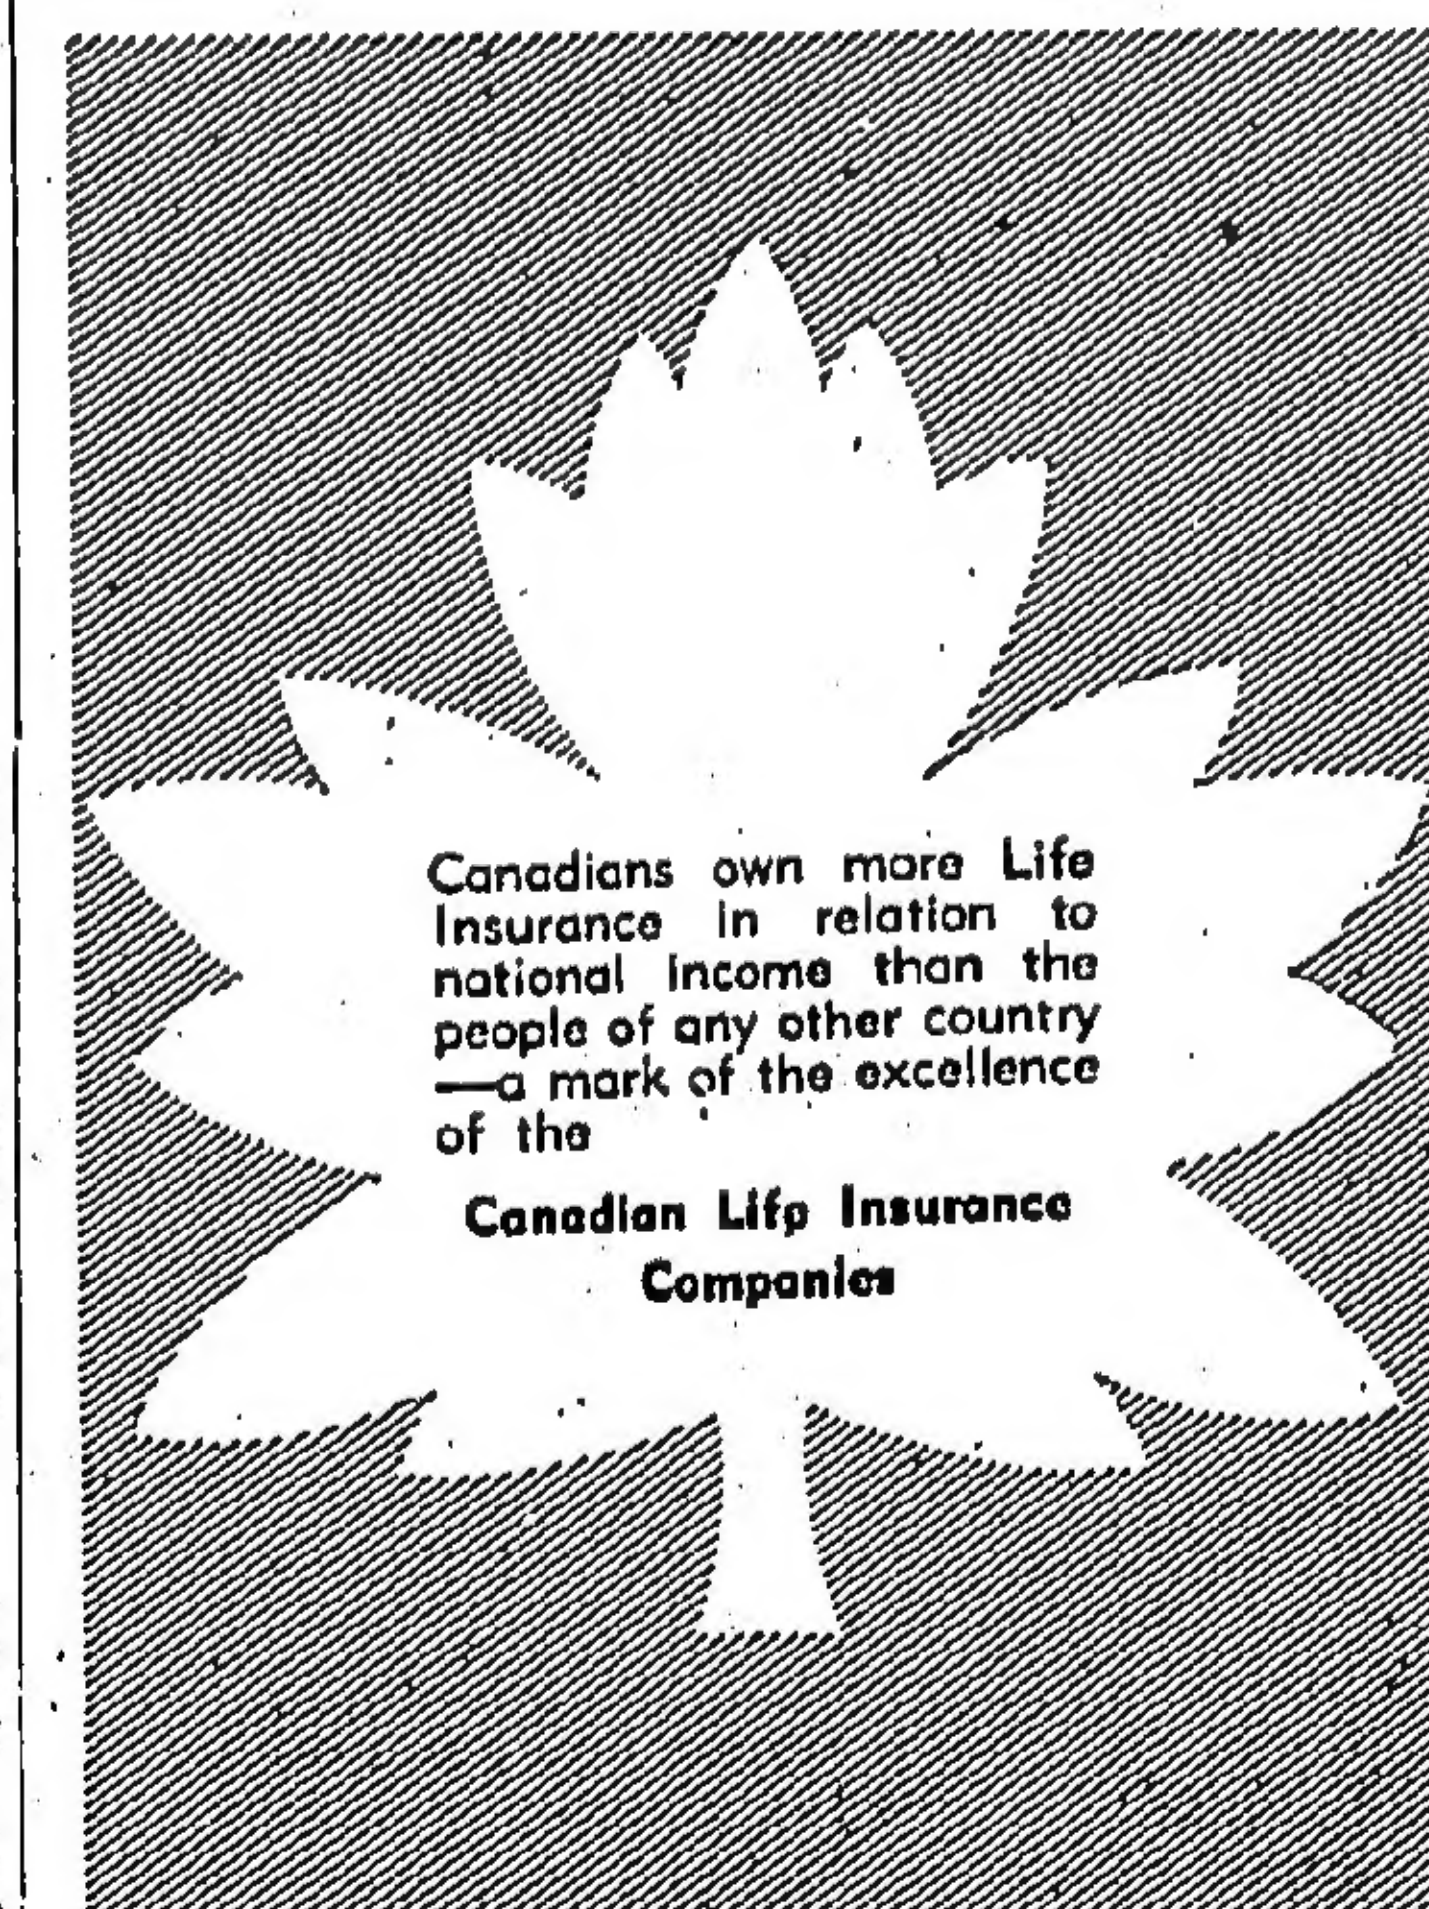 Canadians own more Life
Insurance in relation to
national income than the
people of any other country
—a mark of the excellence
of the
Canadian Life Insurance
Companies